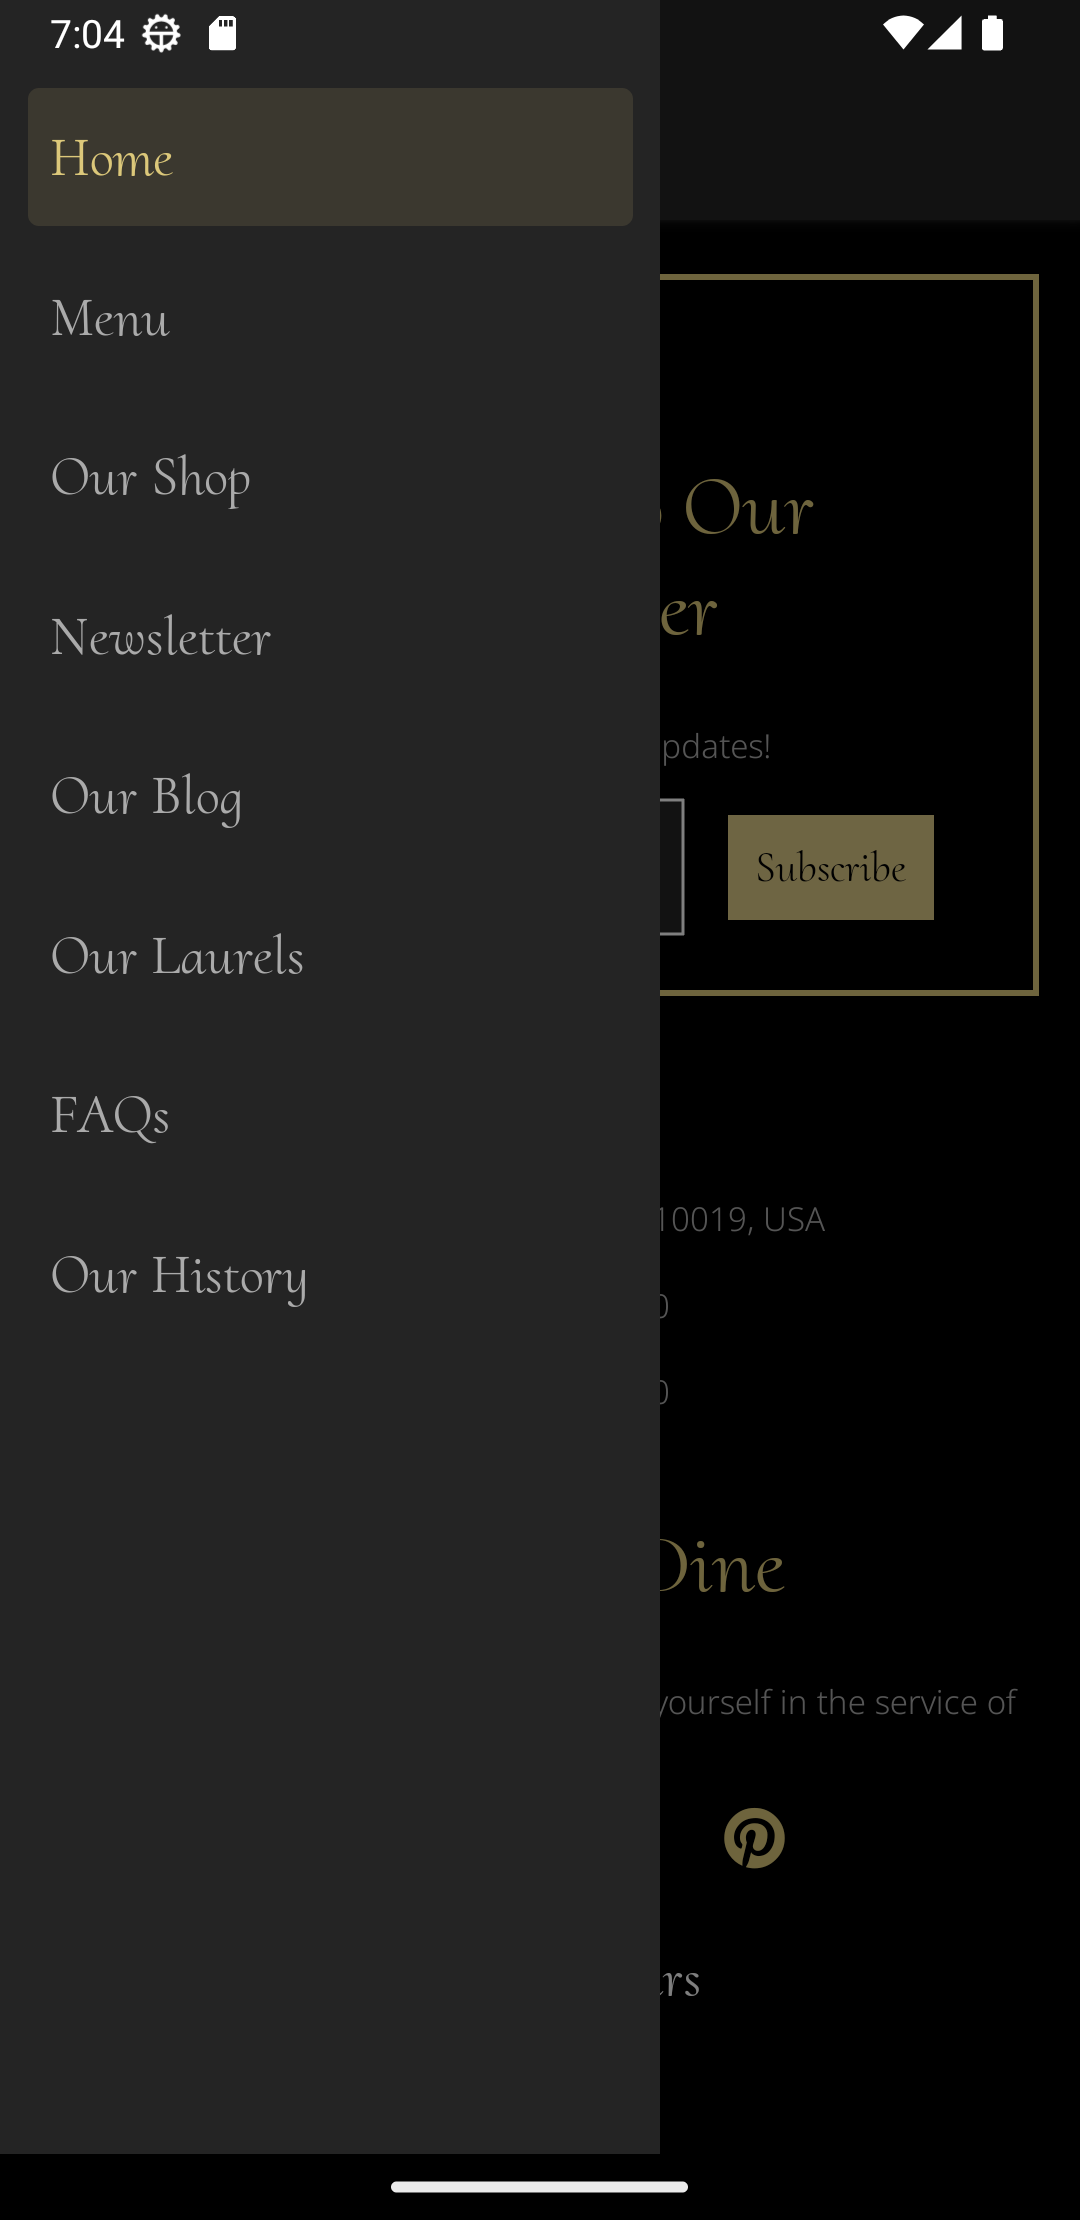 7:04
Home
Menu
Our Shop
Newsletter
Our Blog
Our Laurels
FAQs
Our History
Our
er
pdates!
Subscribe
10019, USA
0
0
Dine
yourself in the service of
rs